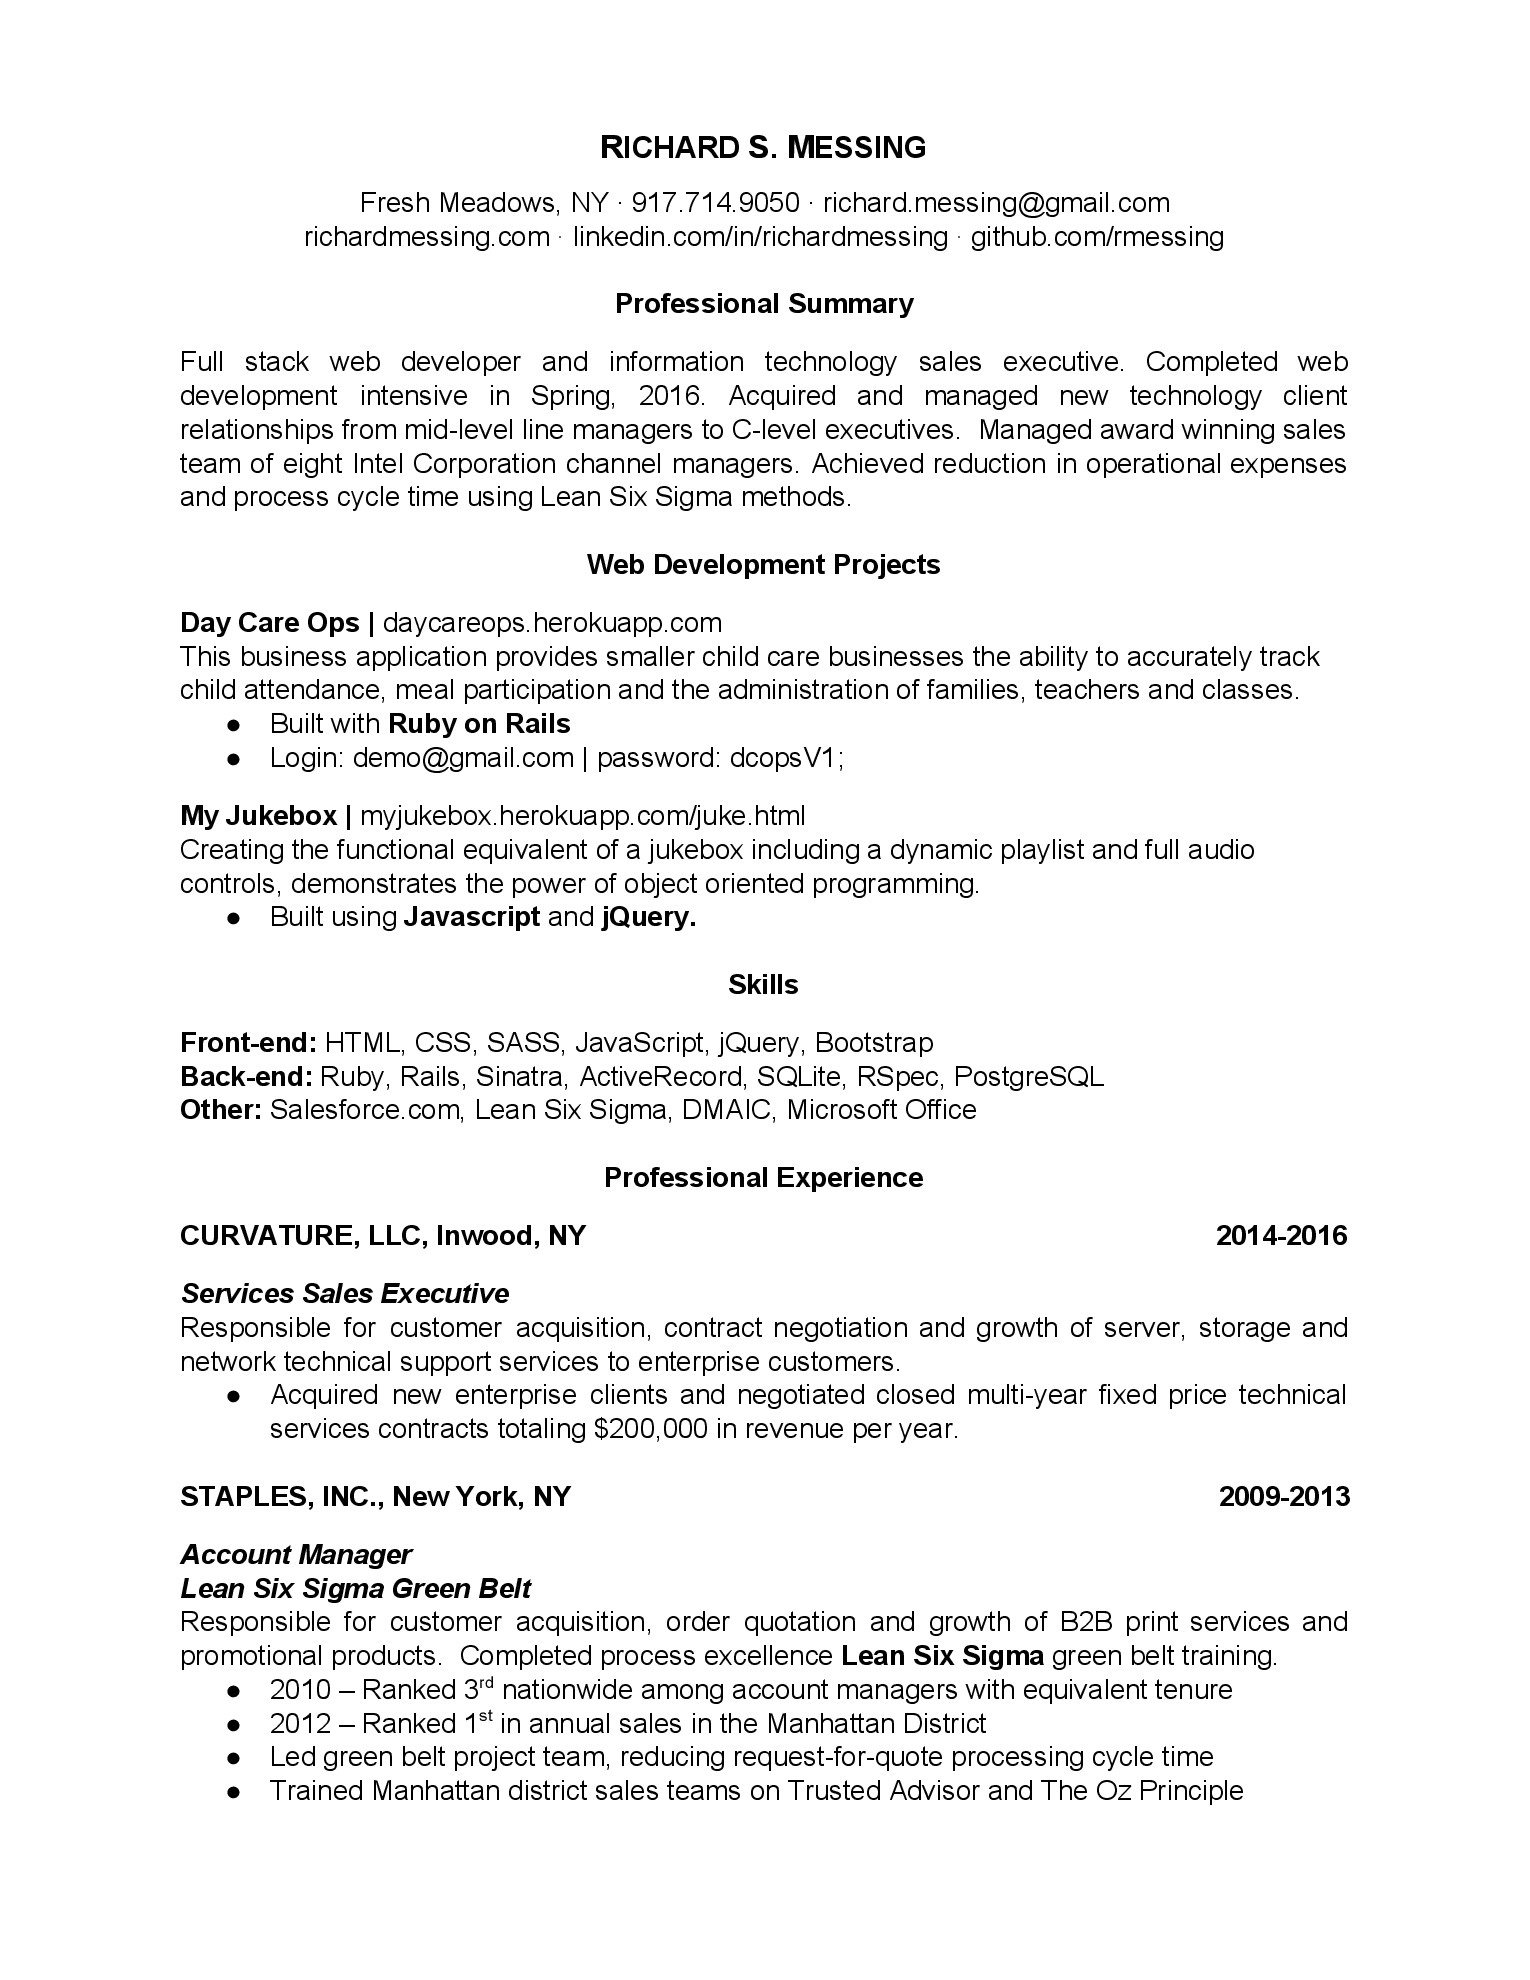 RICHARD S. MESSING
Fresh Meadows, NY · 917.714.9050 · richard.messing@gmail.com
richardmessing.com · linkedin.com/in/richardmessing · github.com/rmessing
Professional Summary
Full stack web developer and information technology sales executive. Completed web
development intensive in Spring, 2016. Acquired and managed new technology client
relationships from mid-level line managers to C-level executives.  Managed award winning sales
team of eight Intel Corporation channel managers. Achieved reduction in operational expenses
and process cycle time using Lean Six Sigma methods.
Web Development Projects
Day Care Ops | daycareops.herokuapp.com
This business application provides smaller child care businesses the ability to accurately track
child attendance, meal participation and the administration of families, teachers and classes.
● Built with Ruby on Rails
● Login: demo@gmail.com | password: dcopsV1;
My Jukebox | myjukebox.herokuapp.com/juke.html
Creating the functional equivalent of a jukebox including a dynamic playlist and full audio
controls, demonstrates the power of object oriented programming.
● Built using Javascript and jQuery.
Skills
Front-end: HTML, CSS, SASS, JavaScript, jQuery, Bootstrap
Back-end: Ruby, Rails, Sinatra, ActiveRecord, SQLite, RSpec, PostgreSQL
Other: Salesforce.com, Lean Six Sigma, DMAIC, Microsoft Office
Professional Experience
CURVATURE, LLC, Inwood, NY 2014-2016
Services Sales Executive
Responsible for customer acquisition, contract negotiation and growth of server, storage and
network technical support services to enterprise customers.
● Acquired new enterprise clients and negotiated closed multi-year fixed price technical
services contracts totaling $200,000 in revenue per year.
STAPLES, INC., New York, NY 2009-2013
Account Manager
Lean Six Sigma Green Belt
Responsible for customer acquisition, order quotation and growth of B2B print services and
promotional products.  Completed process excellence Lean Six Sigma green belt training.
● 2010 – Ranked 3rd nationwide among account managers with equivalent tenure
● 2012 – Ranked 1st in annual sales in the Manhattan District
● Led green belt project team, reducing request-for-quote processing cycle time
● Trained Manhattan district sales teams on Trusted Advisor and The Oz Principle